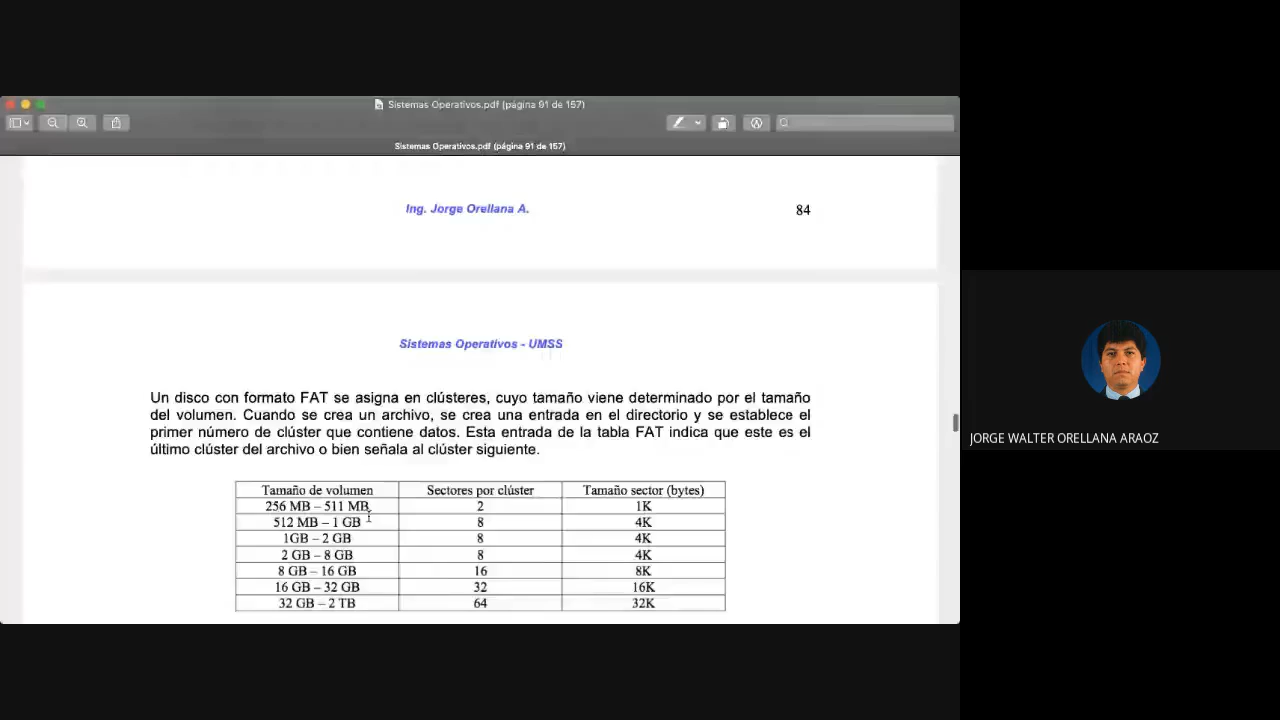 Sistemas Operativos.pdf (página 91 de 157)
Sistemas Operativos.pdf (página 91 de 157)
Ing. Jorge Orellana A.
84
Sistemas Operativos - UMSS
Un disco con formato FAT se asigna en clústeres, cuyo tamaño viene determinado por el tamaño
del volumen. Cuando se crea un archivo, se crea una entrada en el directorio y se establece el
primer número de clúster que contiene datos. Esta entrada de la tabla FAT indica que este es el
último clúster del archivo o bien señala al clúster siguiente.
Tamaño de volumen Sectores por clúster Tamaño sector (bytes)
256 MB – 511 MB 2 1K
512 MB – 1 GB 8 4K
1GB – 2 GB 8 4K
2 GB – 8 GB 8 4K
8 GB – 16 GB 16 8K
16 GB – 32 GB 32 16K
32 GB – 2 TB 64 32K
JORGE WALTER ORELLANA ARAOZ